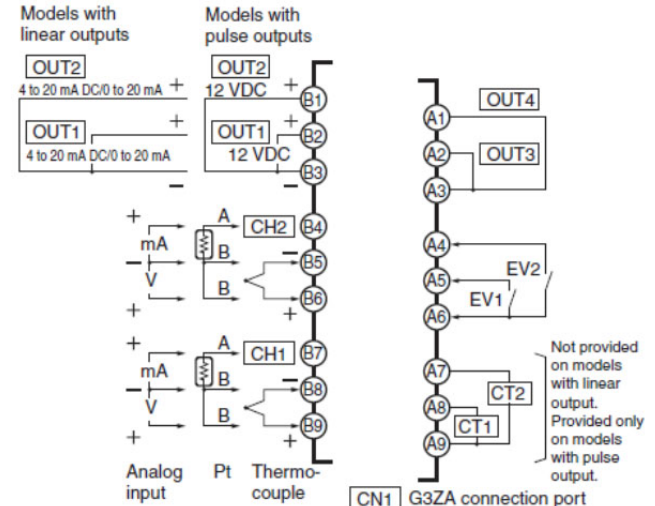 Models with
linear outputs
Models with
pulse outputs
OUT2
4 to 20 mA DC/0 to 20 mA
+
OUT2
12 VDC
+
B1
OUT1
4 to 20 mA DC/0 to 20 mA
+
OUT1
12 VDC
+
B2
B3
−
−
+
mA
−
V
+
A
B
B
CH2
B4
−
B5
B6
+
+
mA
−
V
+
A
B
B
CH1
B7
−
B8
B9
+
Analog
input
Pt
Thermo-
couple
A1
OUT4
A2
OUT3
A3
A4
A5
EV2
EV1
A6
A7
CT2
A8
CT1
A9
Not provided
on models
with linear
output.
Provided only
on models
with pulse
output.
CN1 G3ZA connection port